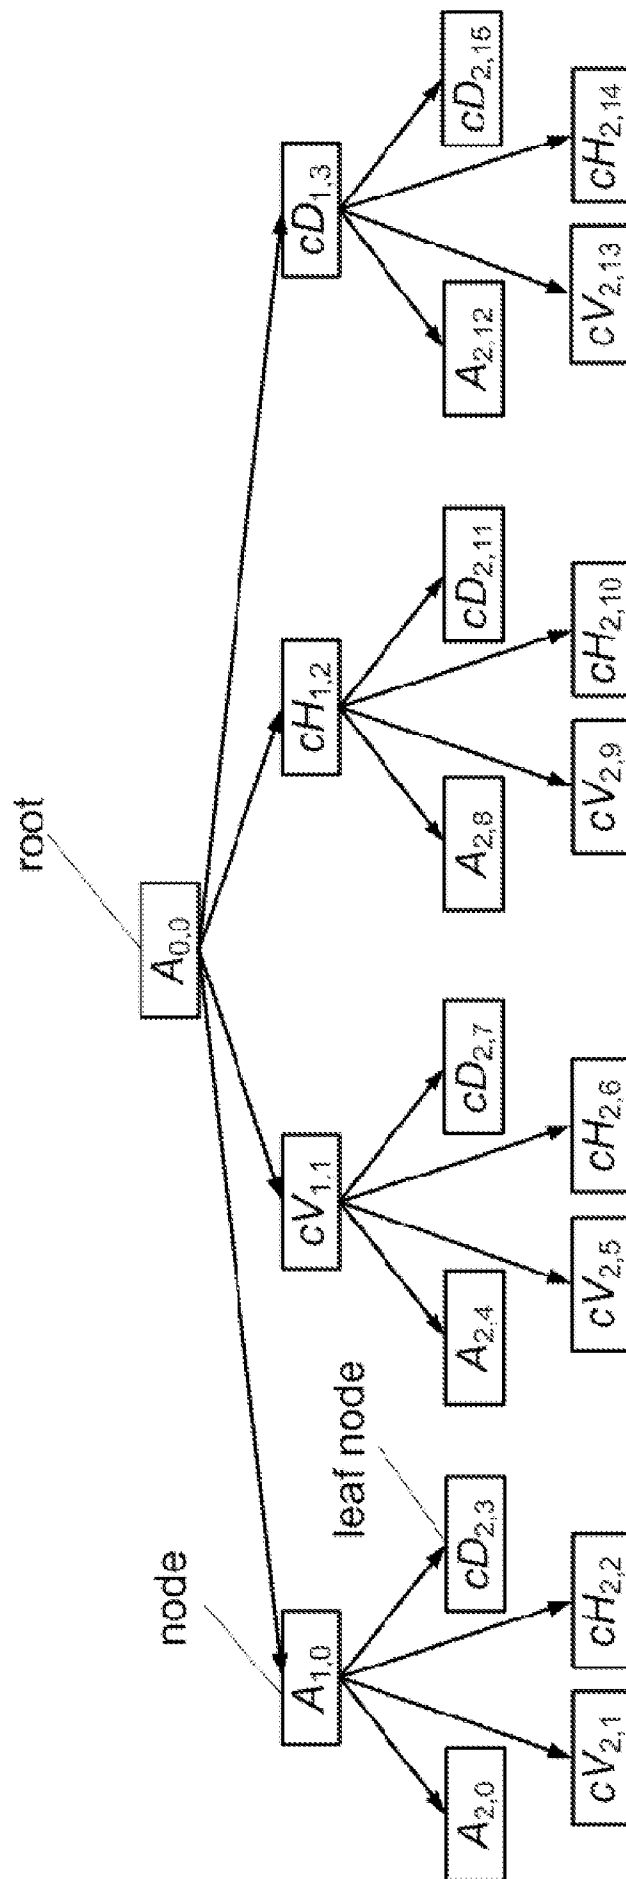 root
A0,0
node
A1,0
cV1,1
cH1,2
cD1,3
leaf node
A2,0
cD2,3
A2,4
cD2,7
A2,8
cD2,11
A2,12
cD2,15
cV2,1
cH2,2
cV2,5
cH2,6
cV2,9
cH2,10
cV2,13
cH2,14